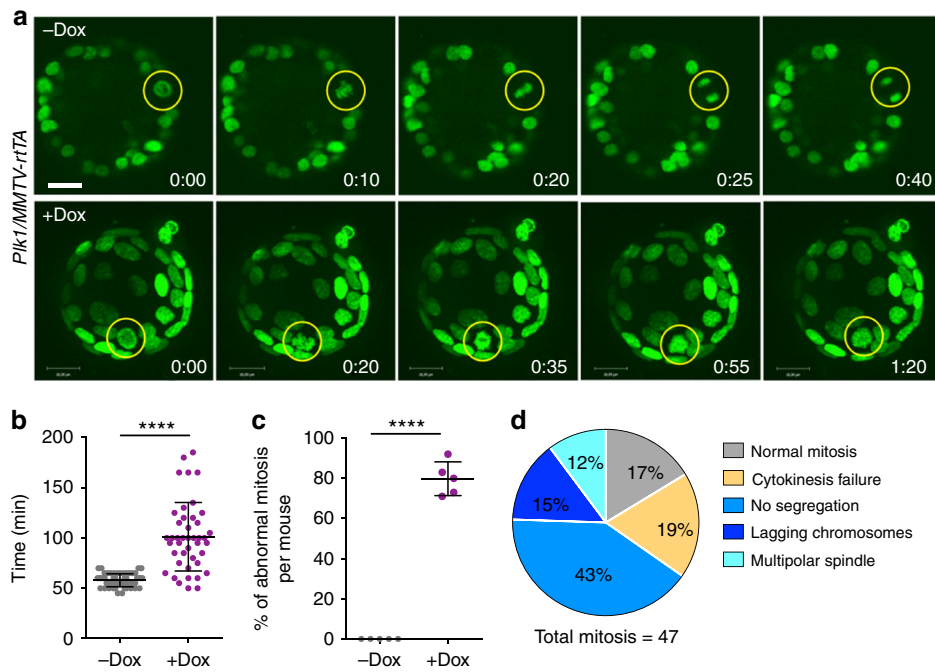 a
–Dox
0:00
0:10
0:20
0:25
0:40
Plk1/MMTV-rtTA
+Dox
0:00
0:20
0:35
0:55
1:20
b
****
Time (min)
200
150
100
50
0
–Dox
+Dox
c
****
% of abnormal mitosis
per mouse
100
80
60
40
20
0
–Dox
+Dox
d
12%
17%
15%
19%
43%
Total mitosis = 47
Normal mitosis
Cytokinesis failure
No segregation
Lagging chromosomes
Multipolar spindle